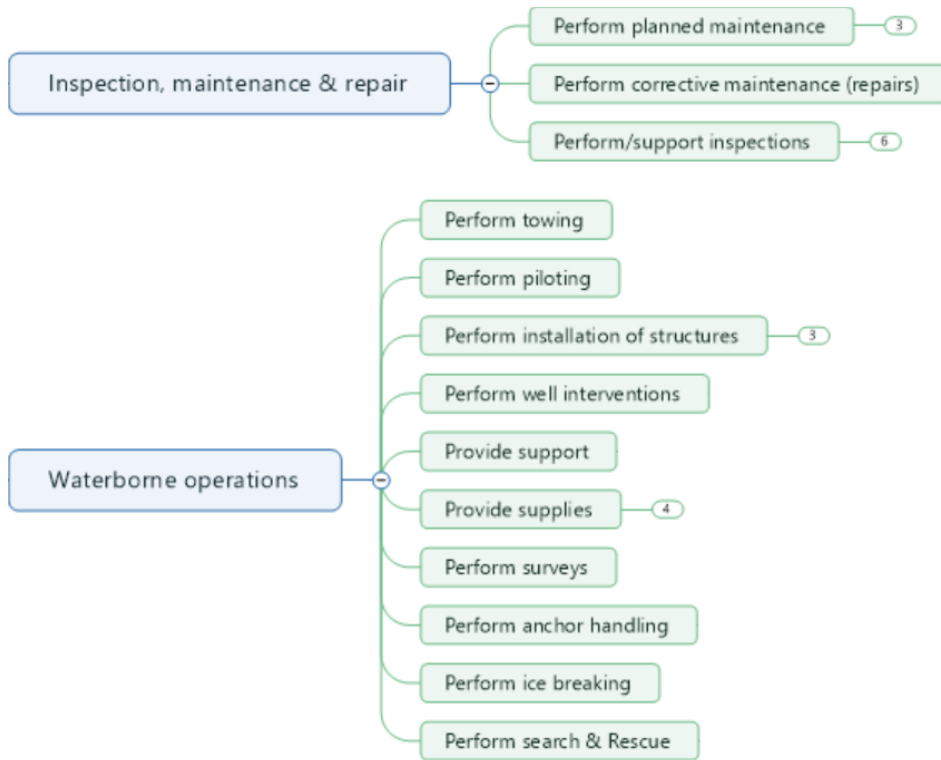 Inspection, maintenance & repair
Perform planned maintenance
3
Perform corrective maintenance (repairs)
Perform/support inspections
6
Waterborne operations
Perform towing
Perform piloting
Perform installation of structures
3
Perform well interventions
Provide support
Provide supplies
4
Perform surveys
Perform anchor handling
Perform ice breaking
Perform search & Rescue